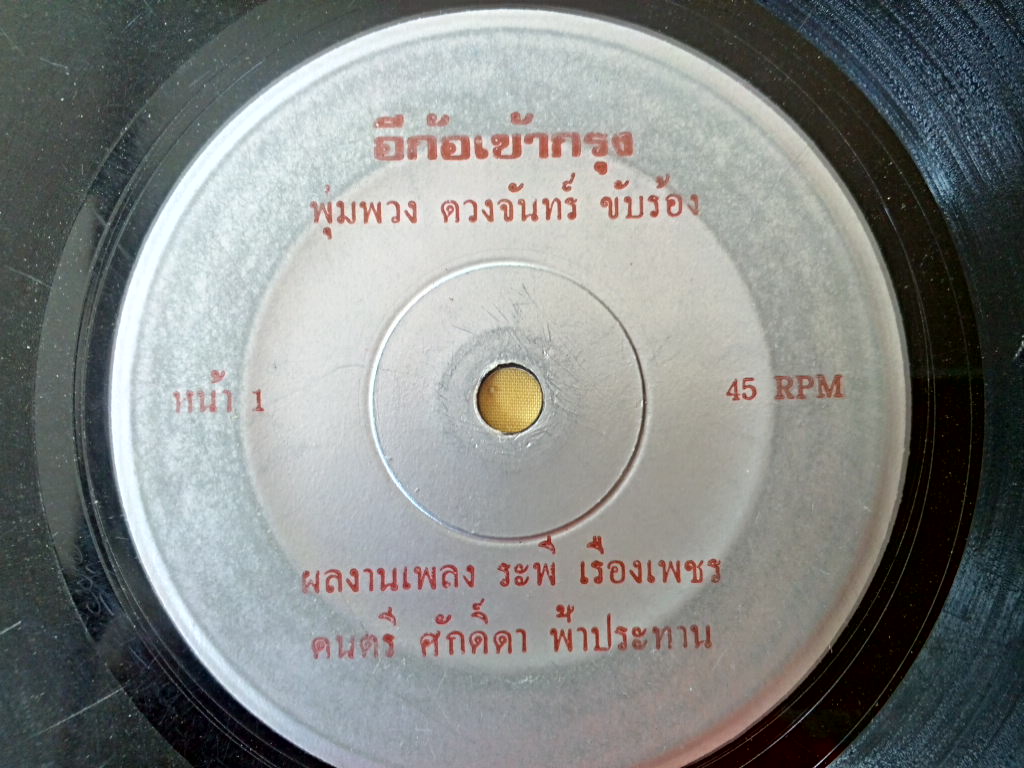 อีก้อเข้ากรุง
พุ่มพวง ดวงจันทร์ ขับร้อง
หน้า 1
45 RPM
ผลงานเพลง ระพี เรืองเพชร
ดนตรี ศักดิ์ดา ฟ้าประทาน